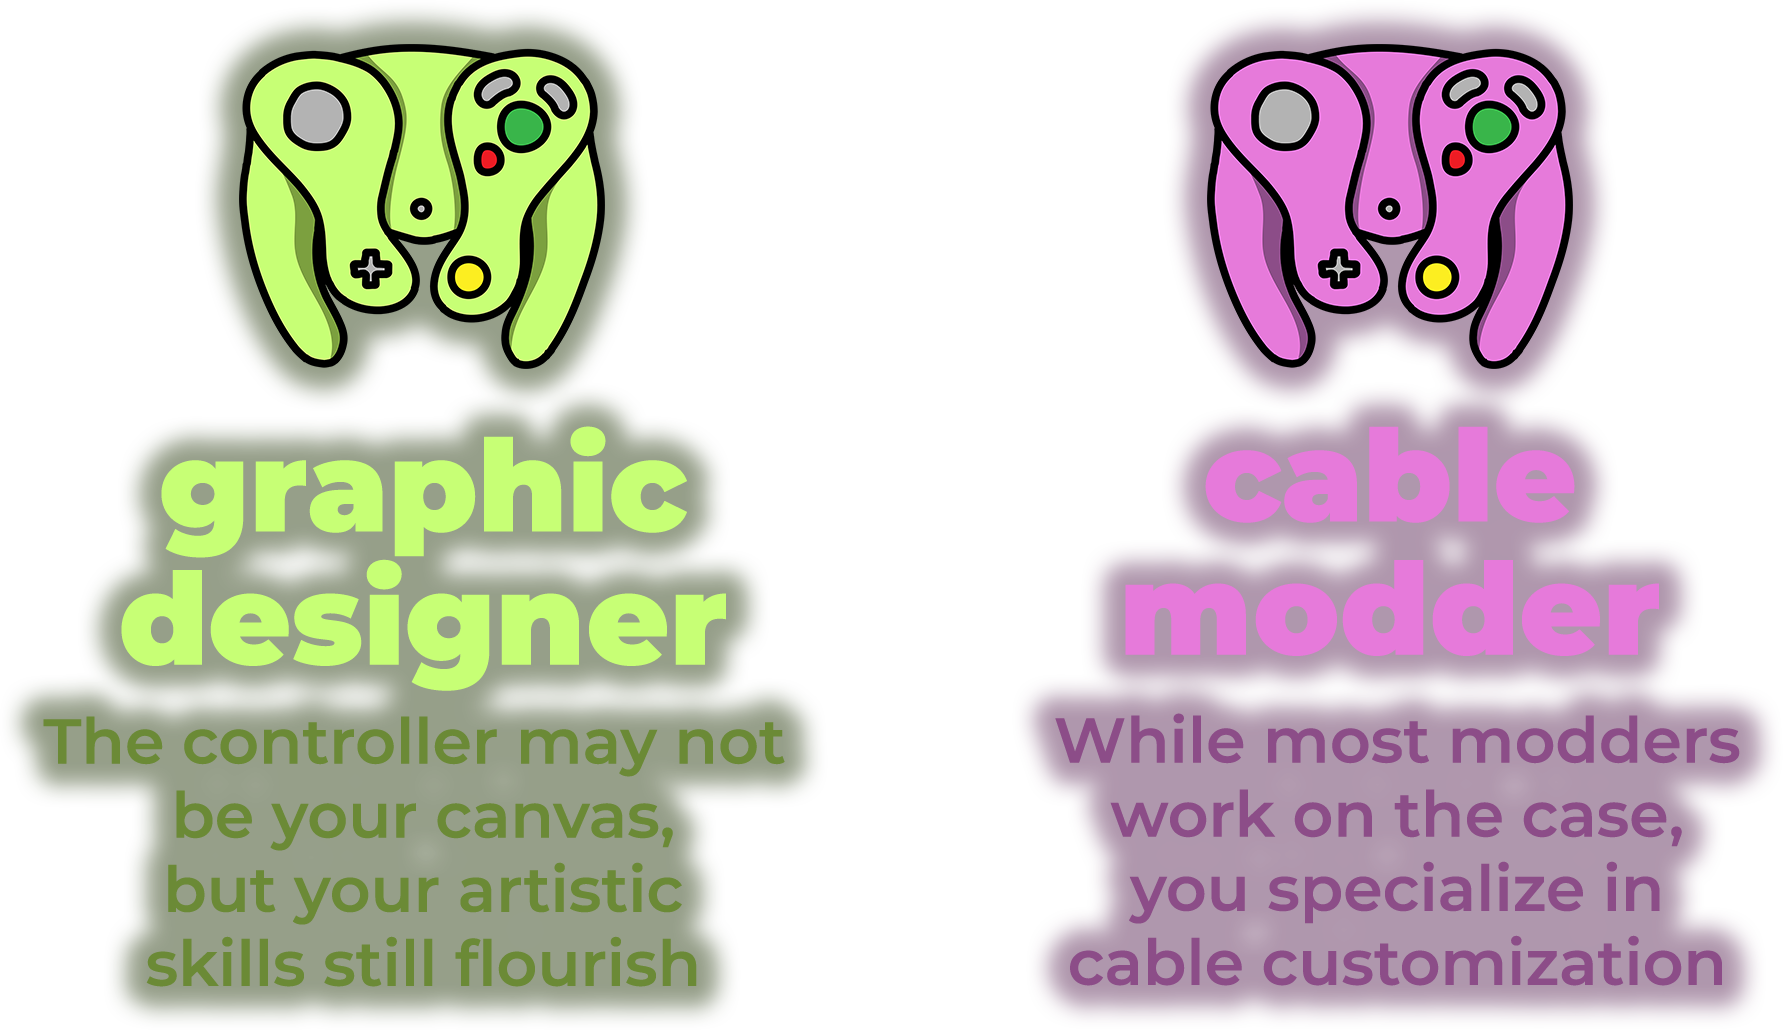 graphic
designer
The controller may not
be your canvas,
but your artistic
skills still flourish
cable
modder
While most modders
work on the case,
you specialize in
cable customization